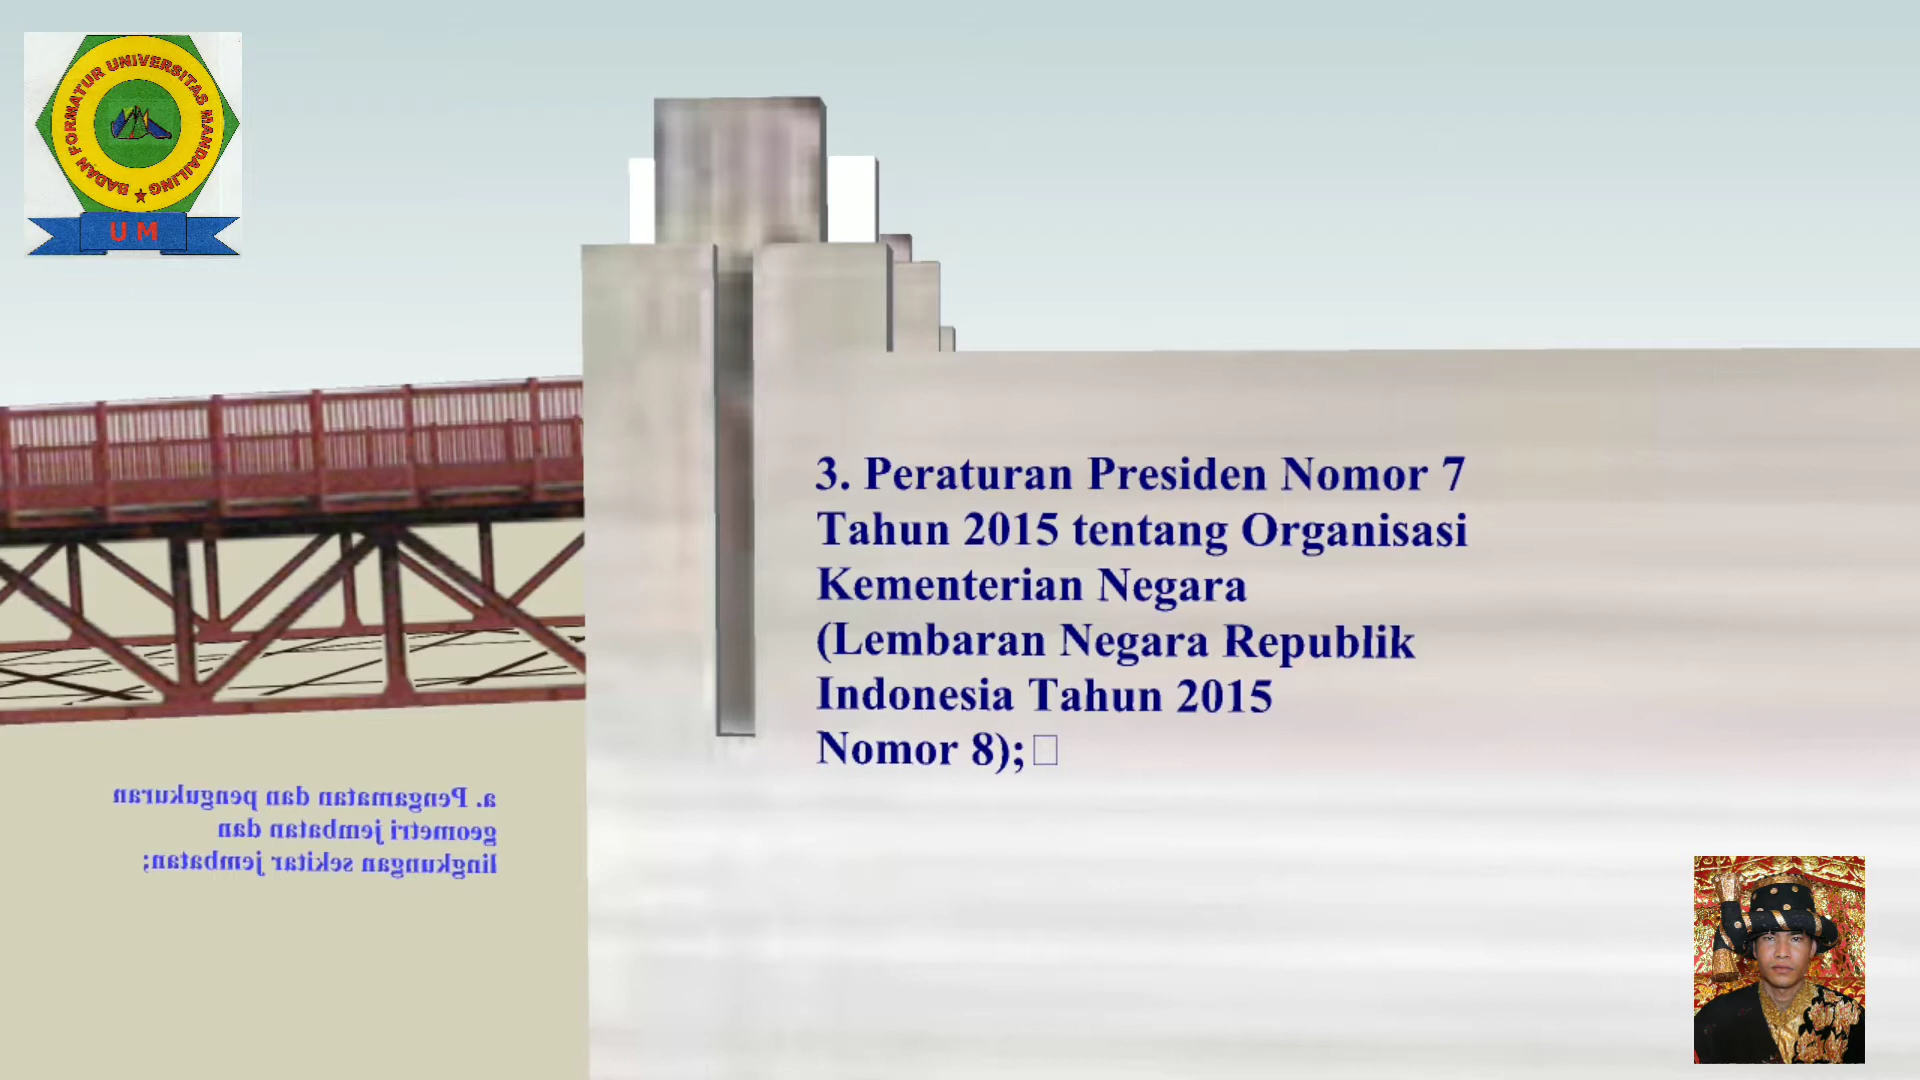 BADAN FORMATUR UNIVERSITAS MANDAILING
U M
3. Peraturan Presiden Nomor 7
Tahun 2015 tentang Organisasi
Kementerian Negara
(Lembaran Negara Republik
Indonesia Tahun 2015
Nomor 8);
a. Pengamatan dan pengukuran
geometri jembatan dan
lingkungan sekitar jembatan;